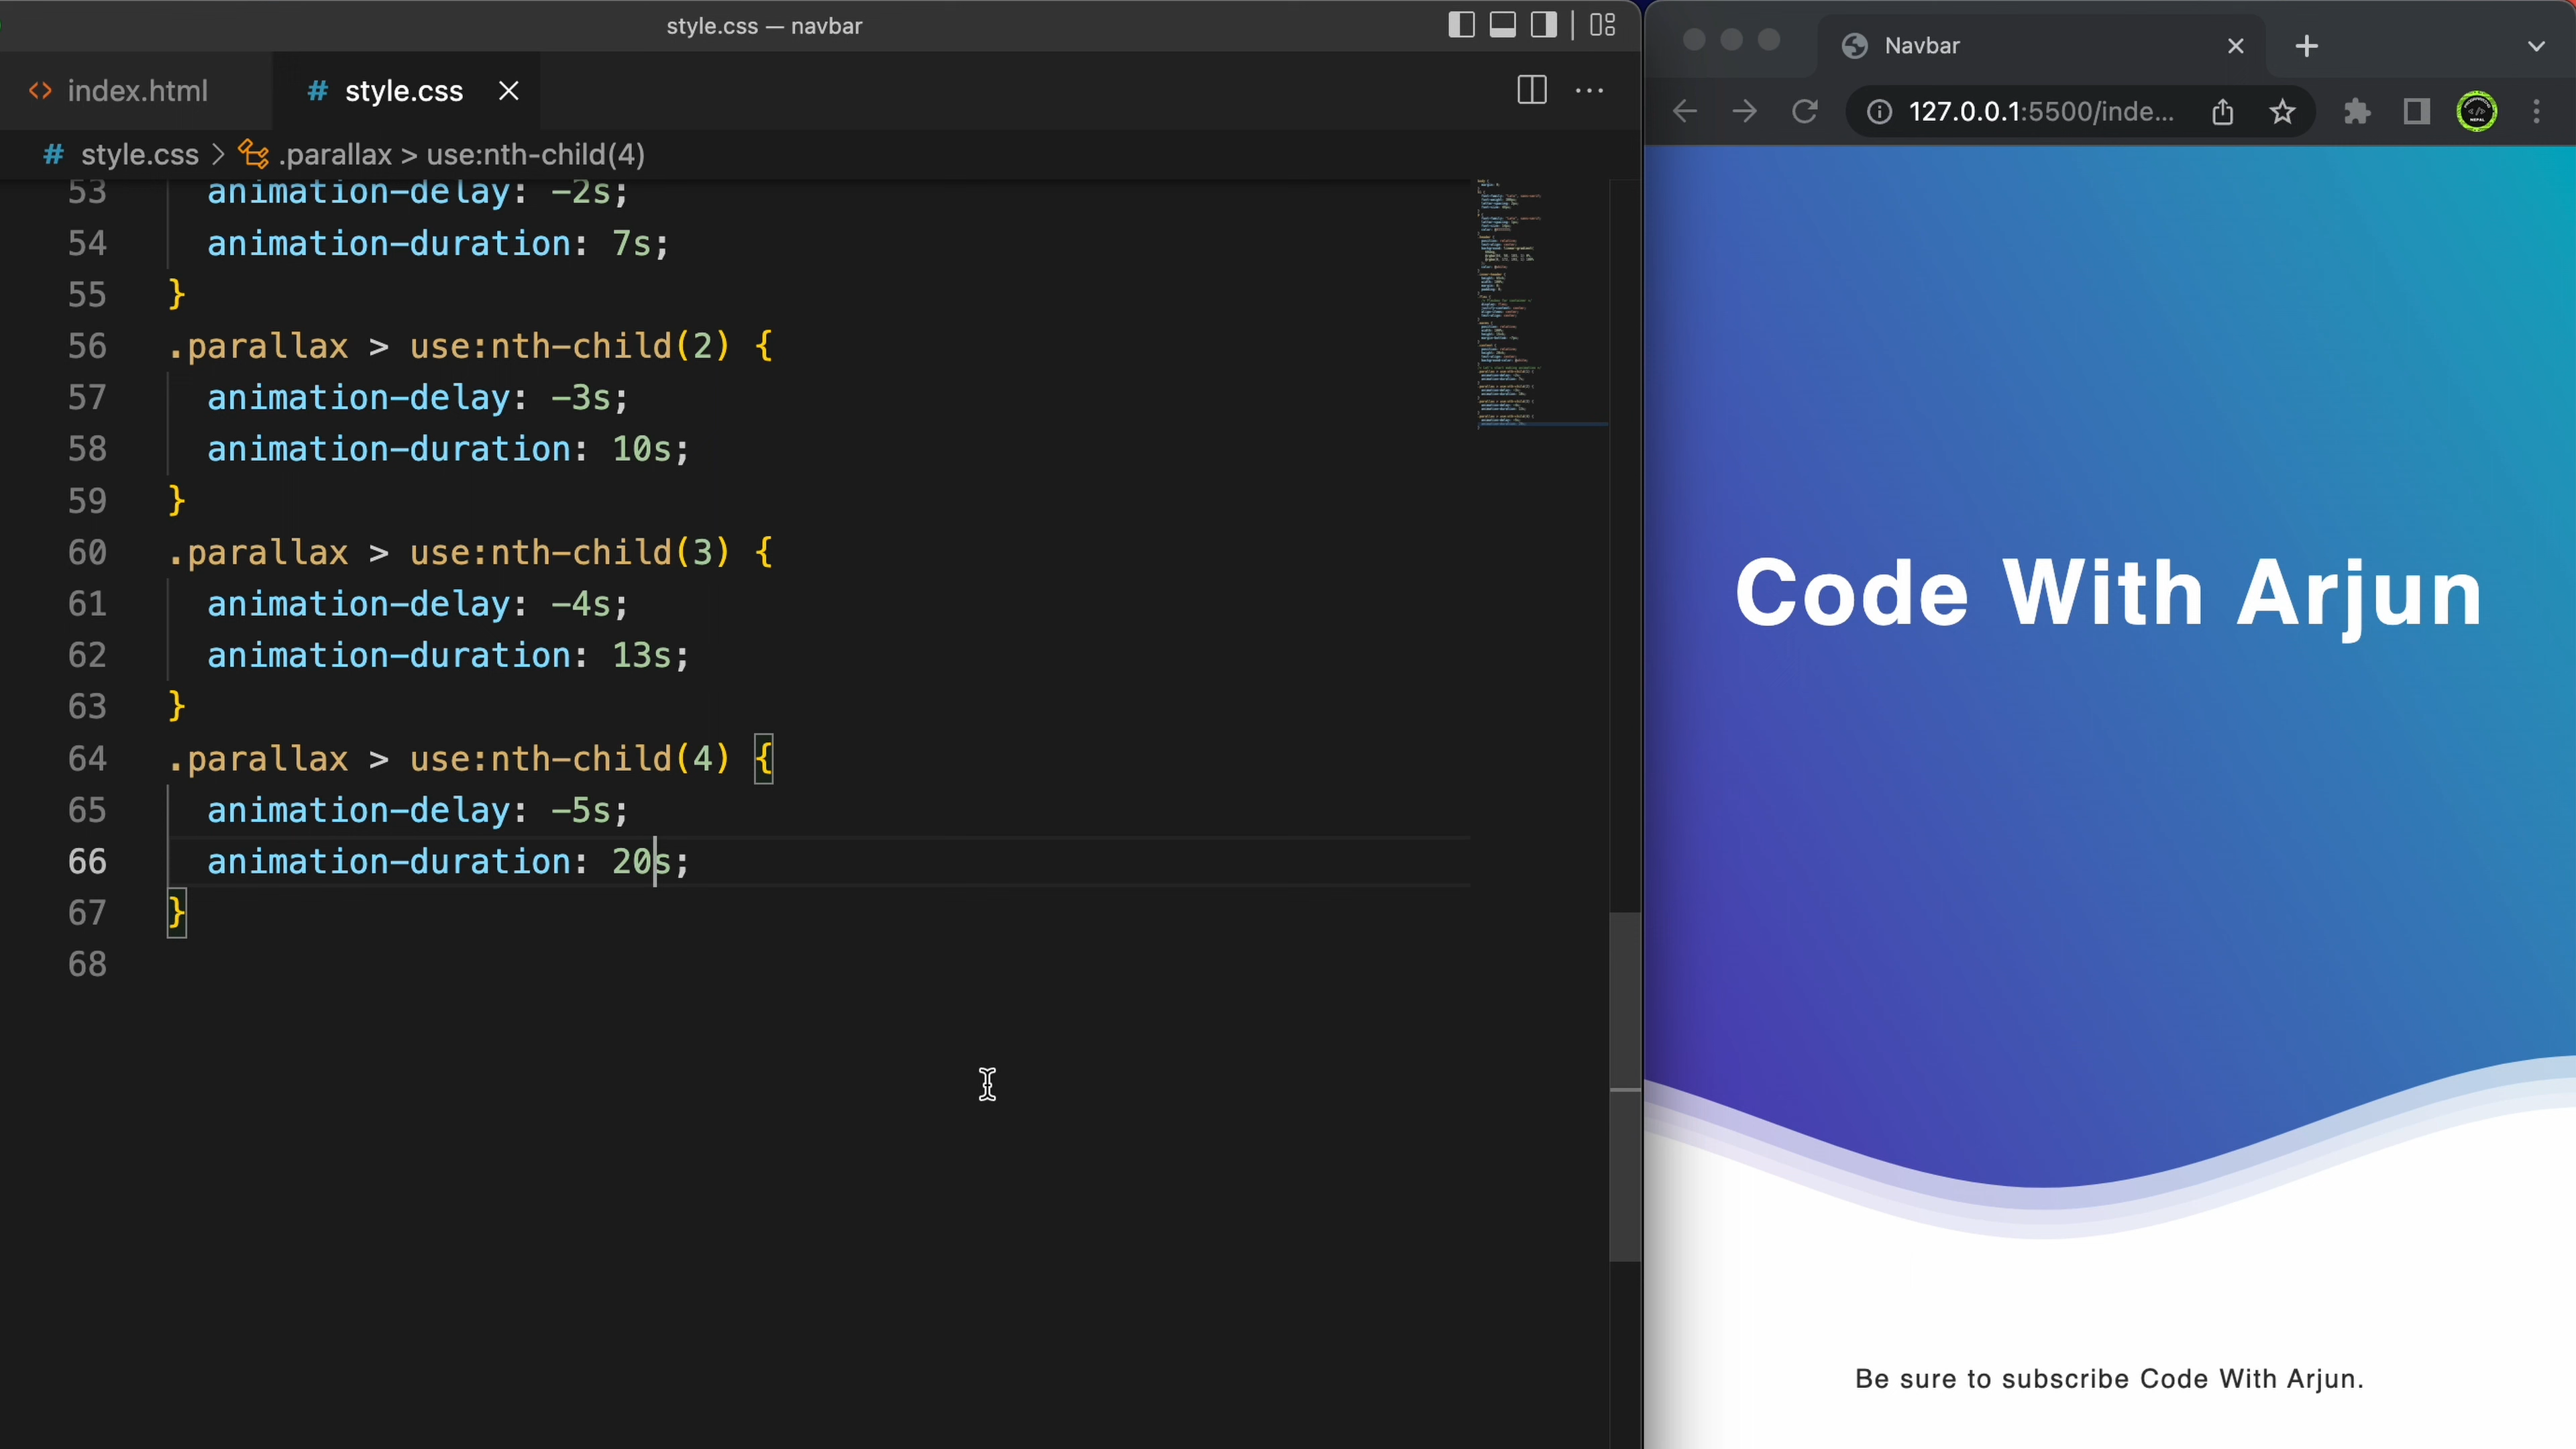 style.css — navbar
index.html
# style.css
# style.css > .parallax > use:nth-child(4)
53 animation-delay: -2s;
54 animation-duration: 7s;
55 }
56 .parallax > use:nth-child(2) {
57 animation-delay: -3s;
58 animation-duration: 10s;
59 }
60 .parallax > use:nth-child(3) {
61 animation-delay: -4s;
62 animation-duration: 13s;
63 }
64 .parallax > use:nth-child(4) {
65 animation-delay: -5s;
66 animation-duration: 20s;
67 }
68
Navbar
127.0.0.1:5500/inde...
Code With Arjun
Be sure to subscribe Code With Arjun.